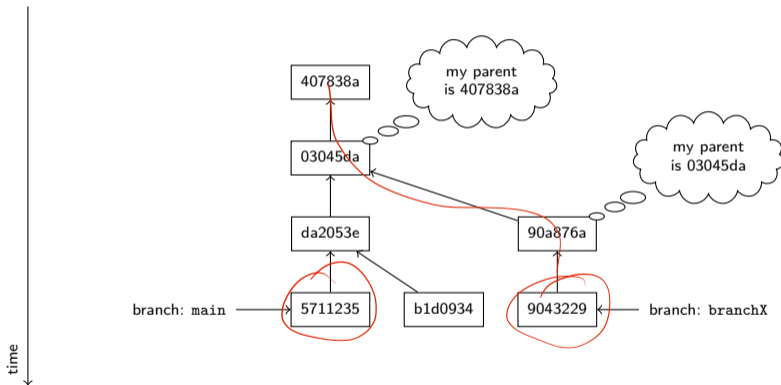 407838a
my parent
is 407838a
03045da
my parent
is 03045da
da2053e
90a876a
branch: main
5711235
b1d0934
9043229
branch: branchX
time